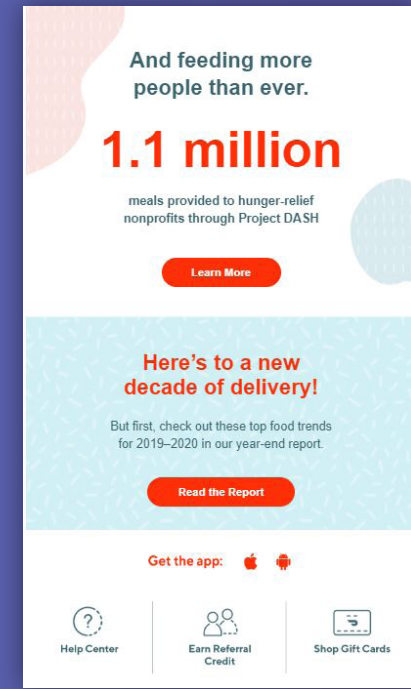 And feeding more
people than ever.
1.1 million
meals provided to hunger-relief
nonprofits through Project DASH
Learn More
Here’s to a new
decade of delivery!
But first, check out these top food trends
for 2019–2020 in our year-end report.
Read the Report
Get the app:
Help Center
Earn Referral
Credit
Shop Gift Cards